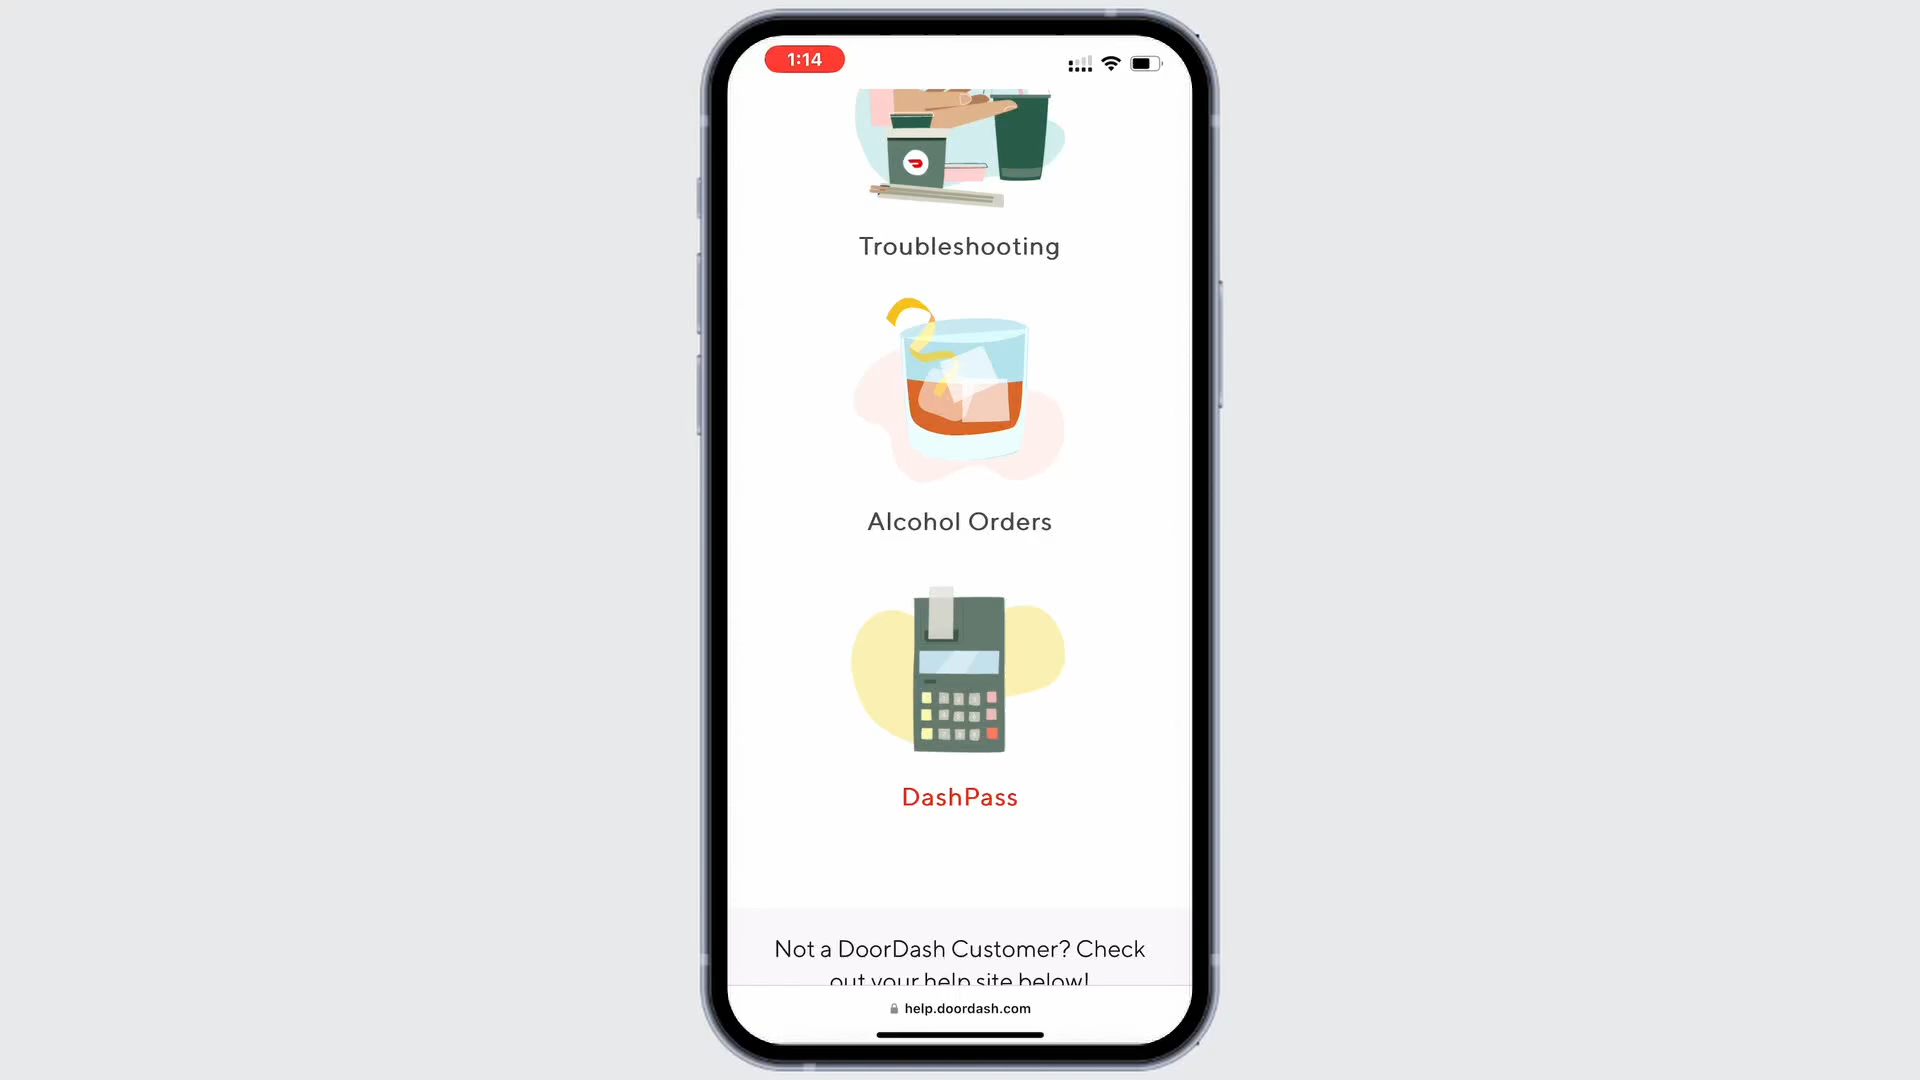 1:14
Troubleshooting
Alcohol Orders
DashPass
Not a DoorDash Customer? Check
out your help site below!
help.doordash.com